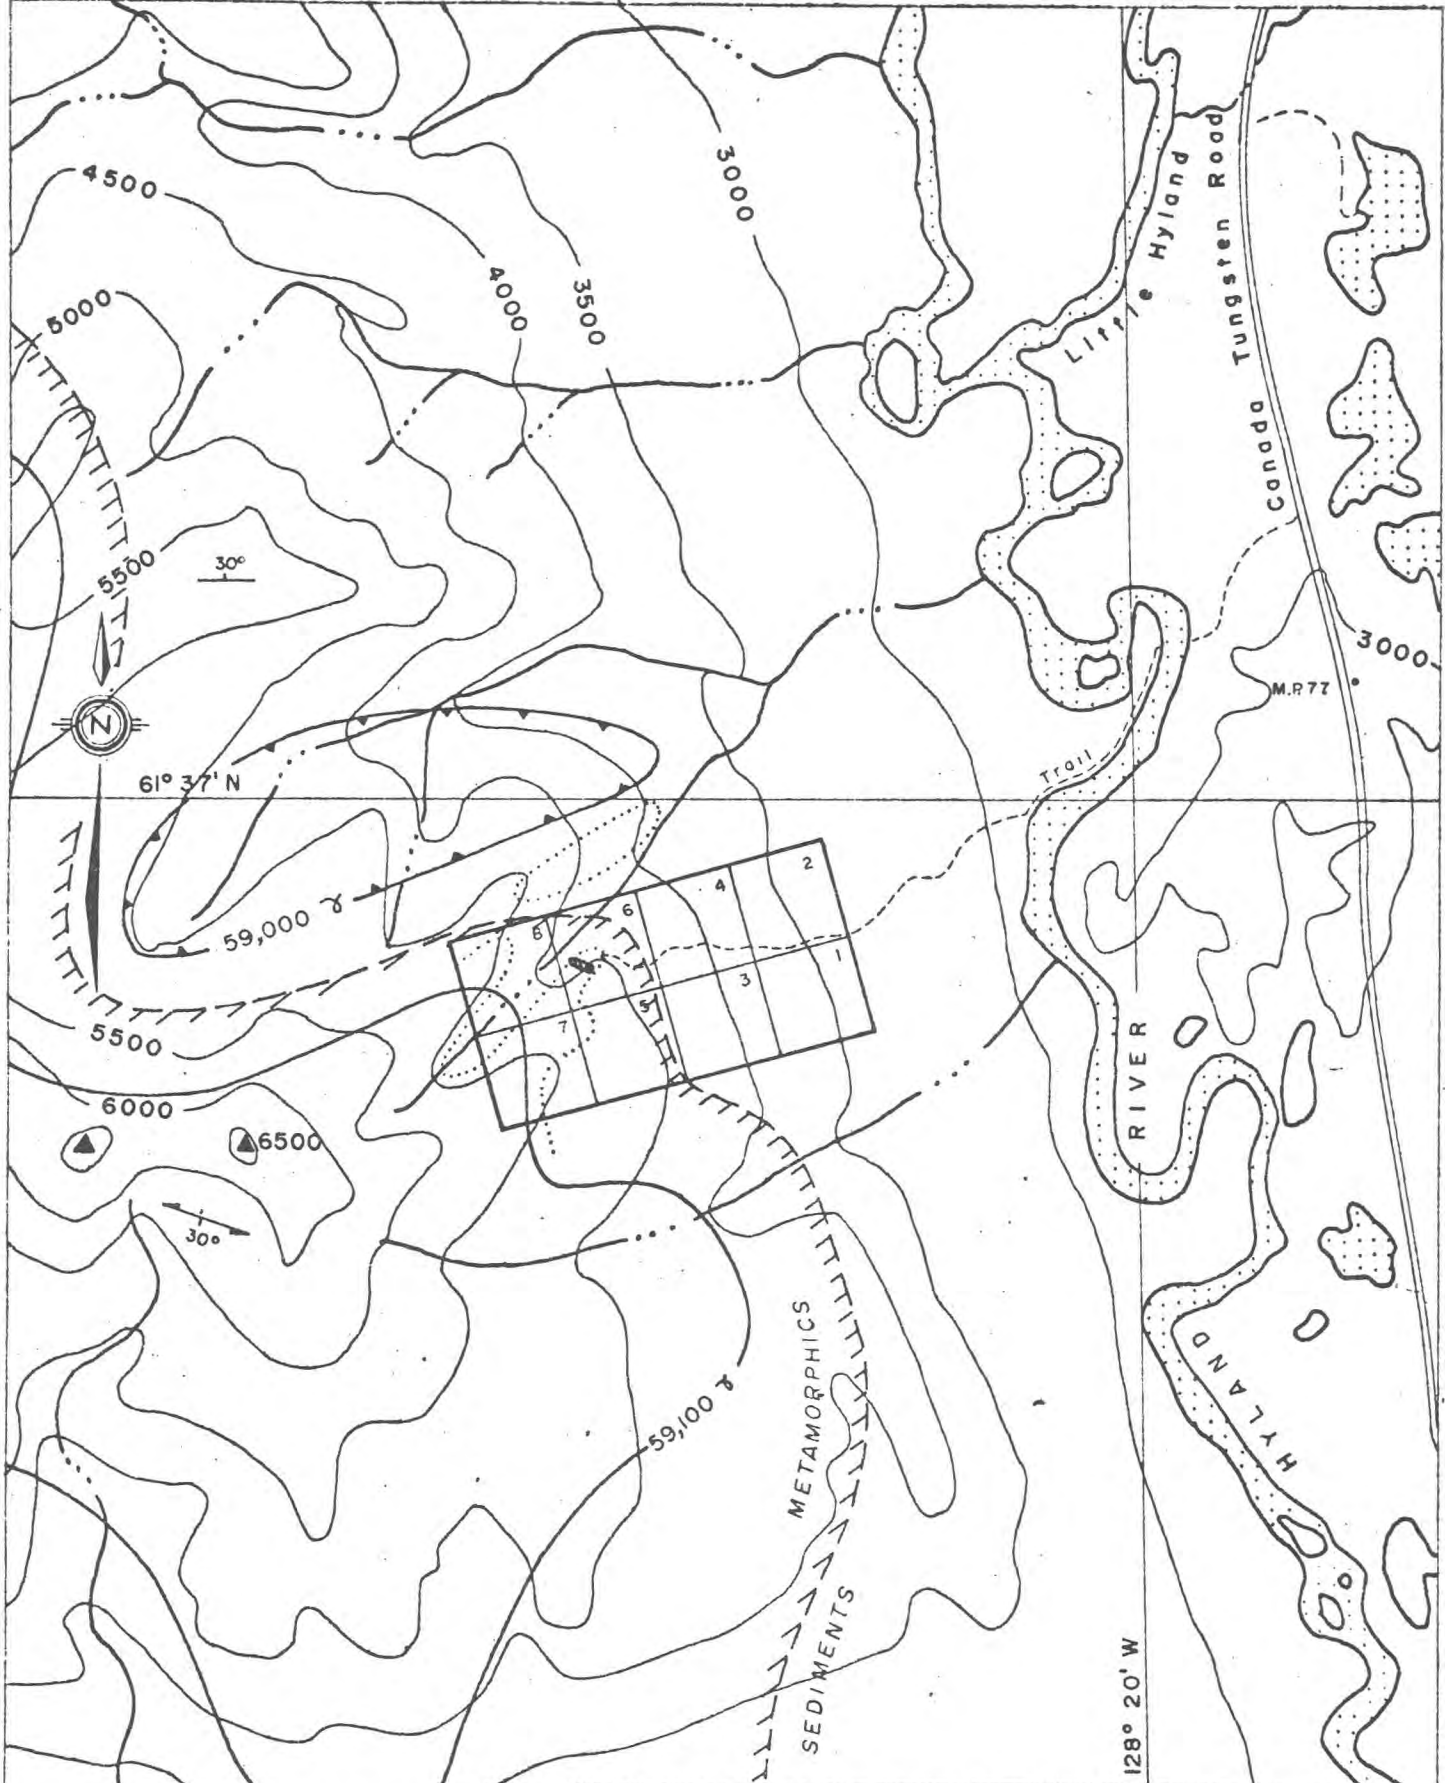 4500
3000
Little Hyland
Canada Tungsten Road
5000
4000
3500
5500
30°
N
3000
M.P. 77
61° 37' N
Trail
2
4
6
8
59,000 γ
1
3
5
7
5500
RIVER
6000
6500
30°
METAMORPHICS
HYLAND
59,100 γ
SEDIMENTS
128° 20' W